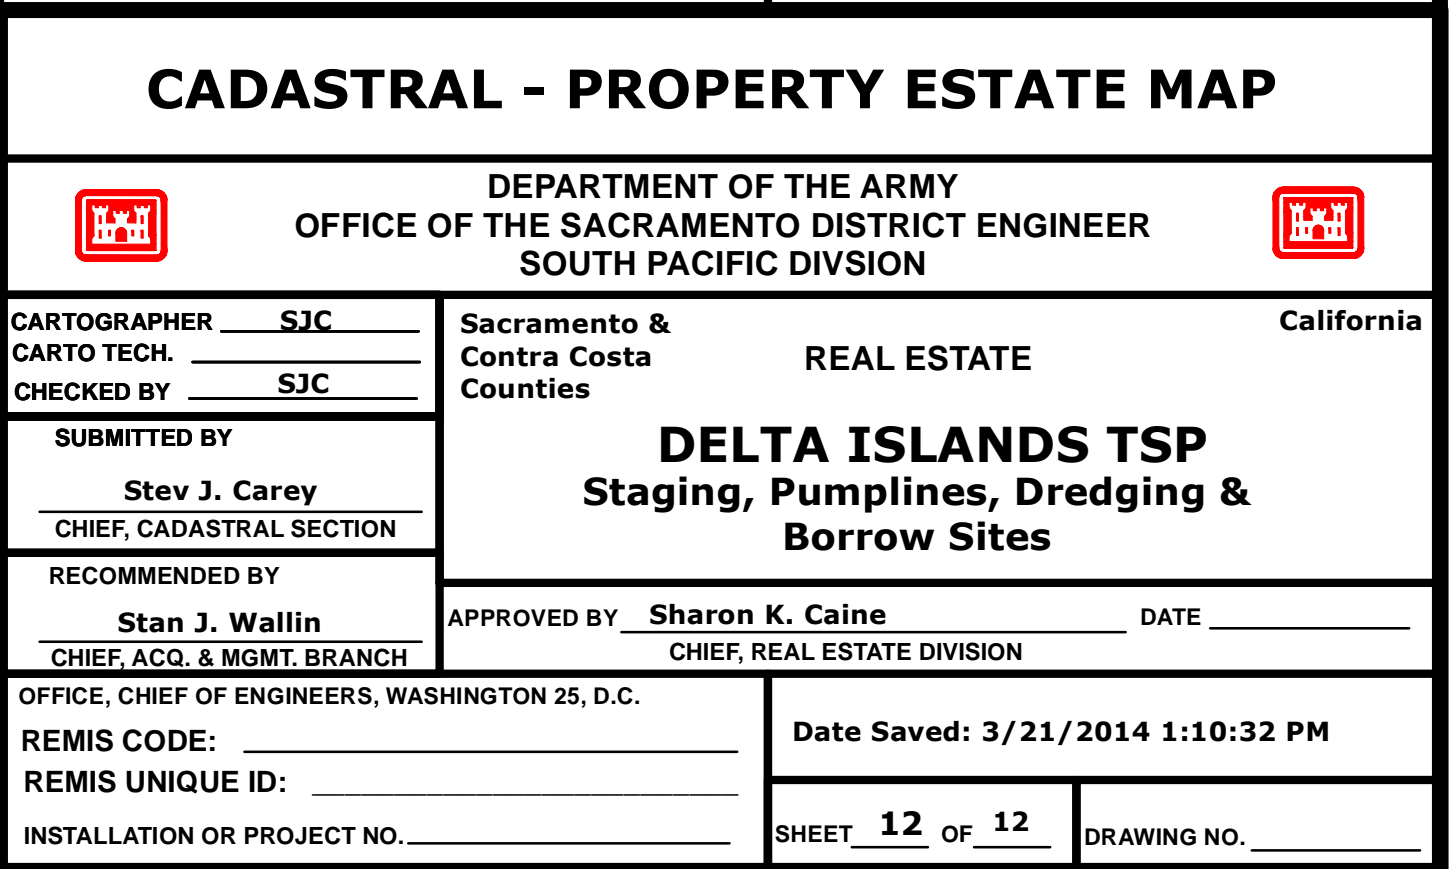 CADASTRAL - PROPERTY ESTATE MAP
DEPARTMENT OF THE ARMY
OFFICE OF THE SACRAMENTO DISTRICT ENGINEER
SOUTH PACIFIC DIVSION
CARTOGRAPHER SJC
CARTO TECH.
CHECKED BY SJC
SUBMITTED BY
Stev J. Carey
CHIEF, CADASTRAL SECTION
RECOMMENDED BY
Stan J. Wallin
CHIEF, ACQ. & MGMT. BRANCH
Sacramento &
Contra Costa
Counties
REAL ESTATE
California
DELTA ISLANDS TSP
Staging, Pumplines, Dredging &
Borrow Sites
APPROVED BY Sharon K. Caine DATE
CHIEF, REAL ESTATE DIVISION
OFFICE, CHIEF OF ENGINEERS, WASHINGTON 25, D.C.
REMIS CODE:
REMIS UNIQUE ID:
INSTALLATION OR PROJECT NO.
Date Saved: 3/21/2014 1:10:32 PM
SHEET 12 OF 12
DRAWING NO.